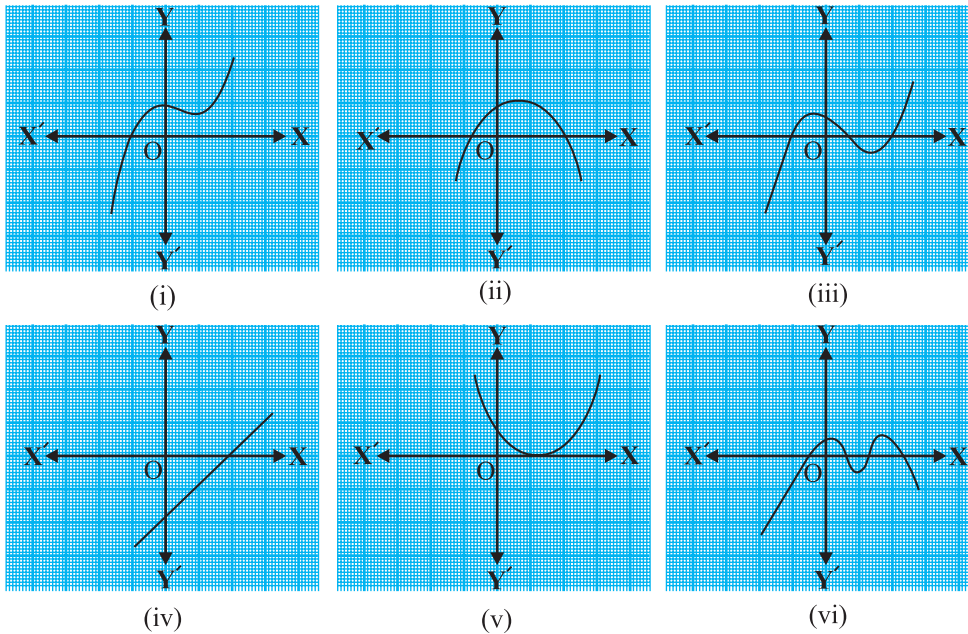 Y Y Y
X′ O X X′ O X X′ O X
Y′ Y′ Y′
(i) (ii) (iii)
Y Y Y
X′ O X X′ O X X′ O X
Y′ Y′ Y′
(iv) (v) (vi)